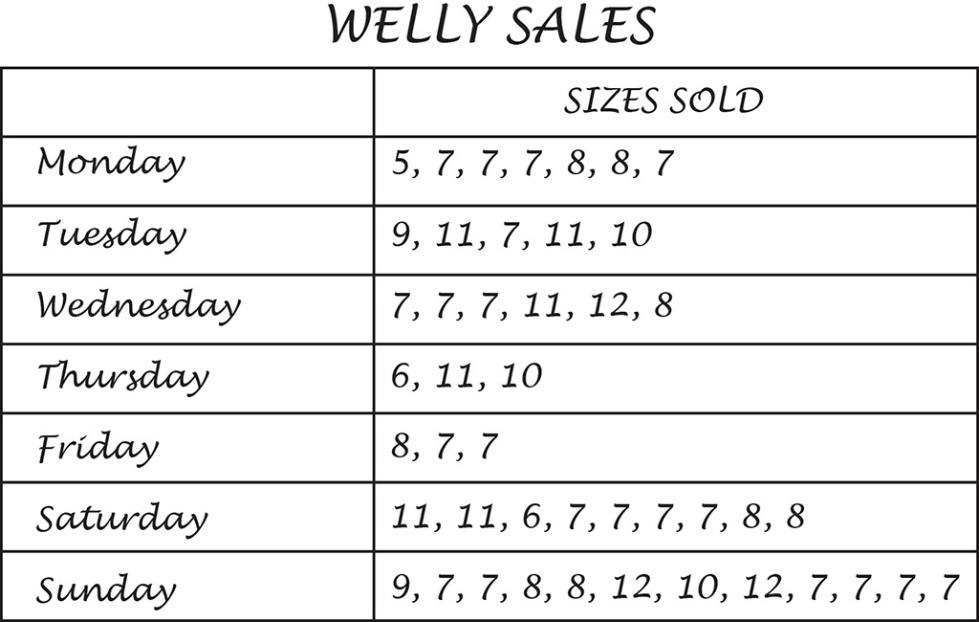 WELLY SALES
SIZES SOLD
Monday 5, 7, 7, 7, 8, 8, 7
Tuesday 9, 11, 7, 11, 10
Wednesday 7, 7, 7, 11, 12, 8
Thursday 6, 11, 10
Friday 8, 7, 7
Saturday 11, 11, 6, 7, 7, 7, 7, 8, 8
Sunday 9, 7, 7, 8, 8, 12, 10, 12, 7, 7, 7, 7